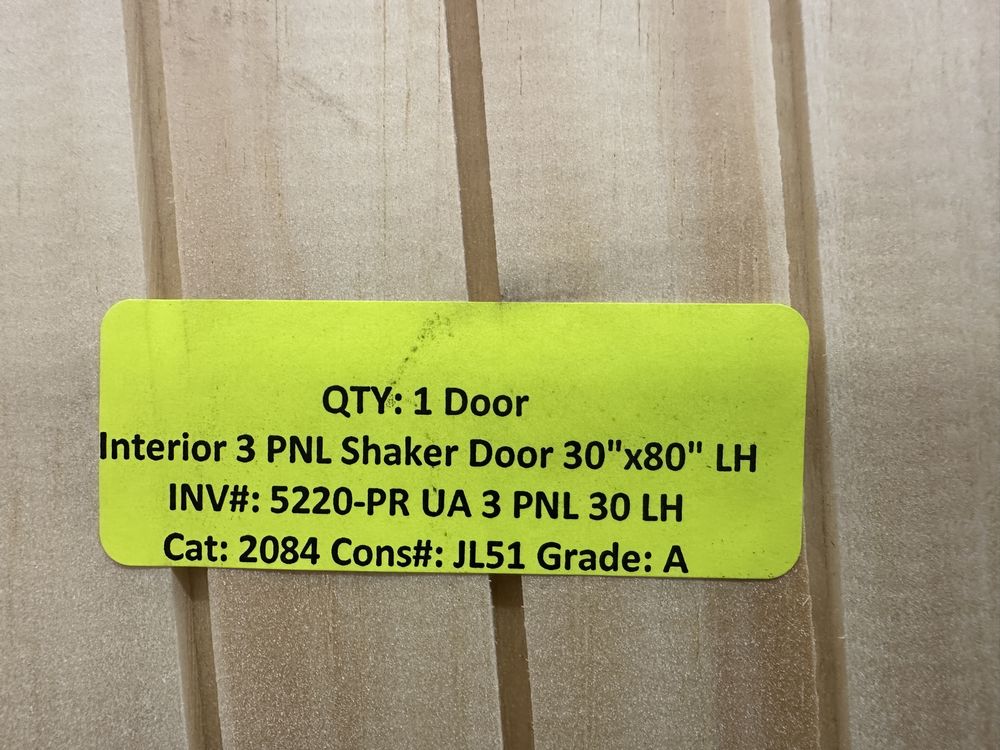 QTY: 1 Door
Interior 3 PNL Shaker Door 30"x80" LH
INV#: 5220-PR UA 3 PNL 30 LH
Cat: 2084 Cons#: JL51 Grade: A